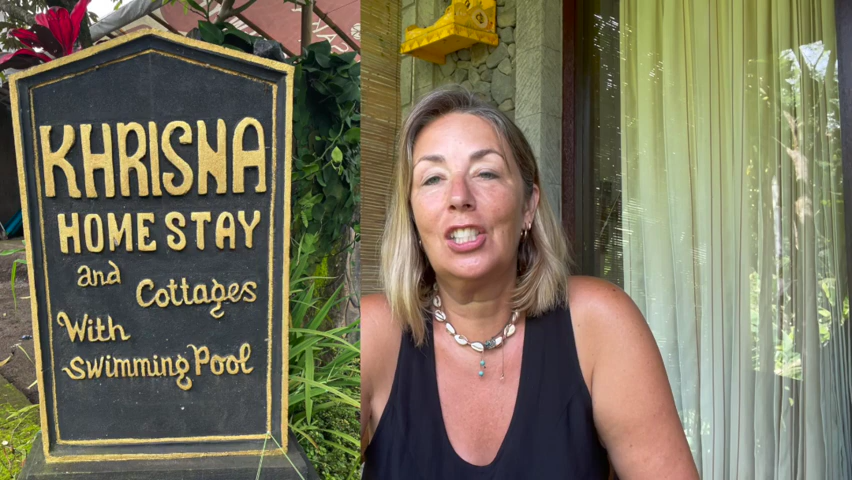 KHRISNA
HOME STAY
and
Cottages
With
Swimming Pool